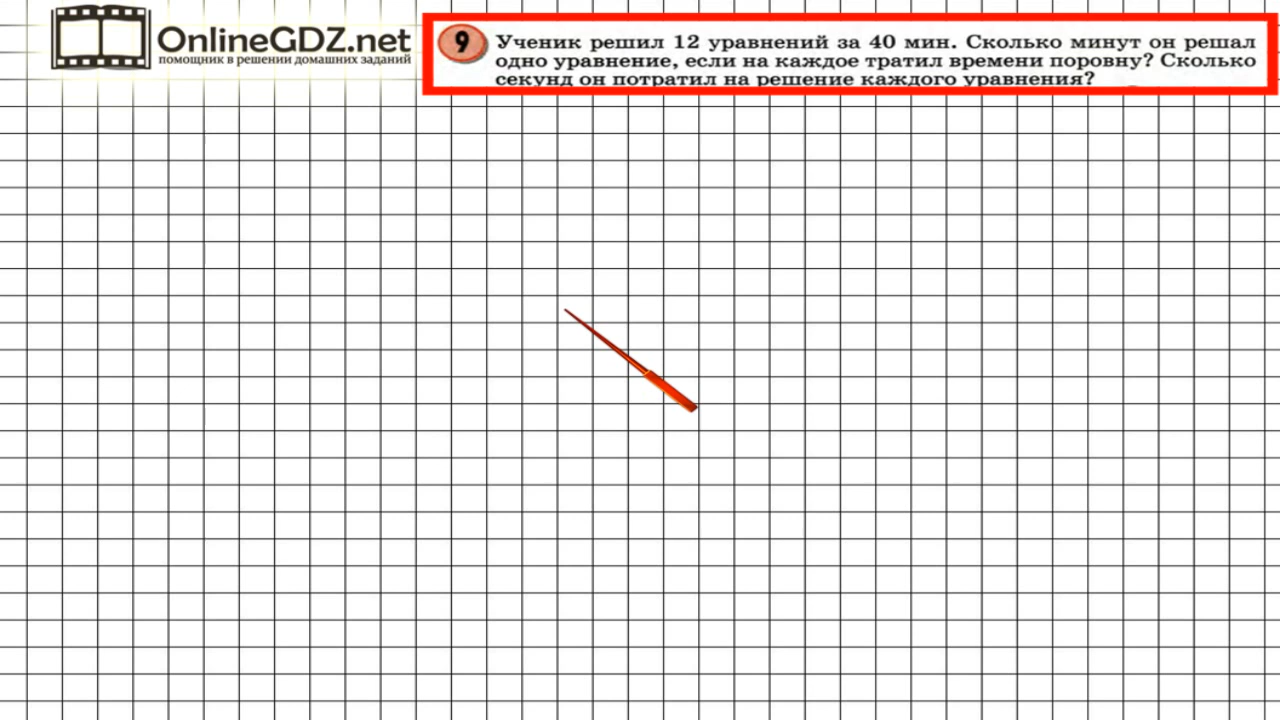 OnlineGDZ.net
помощник в решении домашних заданий
9 Ученик решил 12 уравнений за 40 мин. Сколько минут он решал
одно уравнение, если на каждое тратил времени поровну? Сколько
секунд он потратил на решение каждого уравнения?